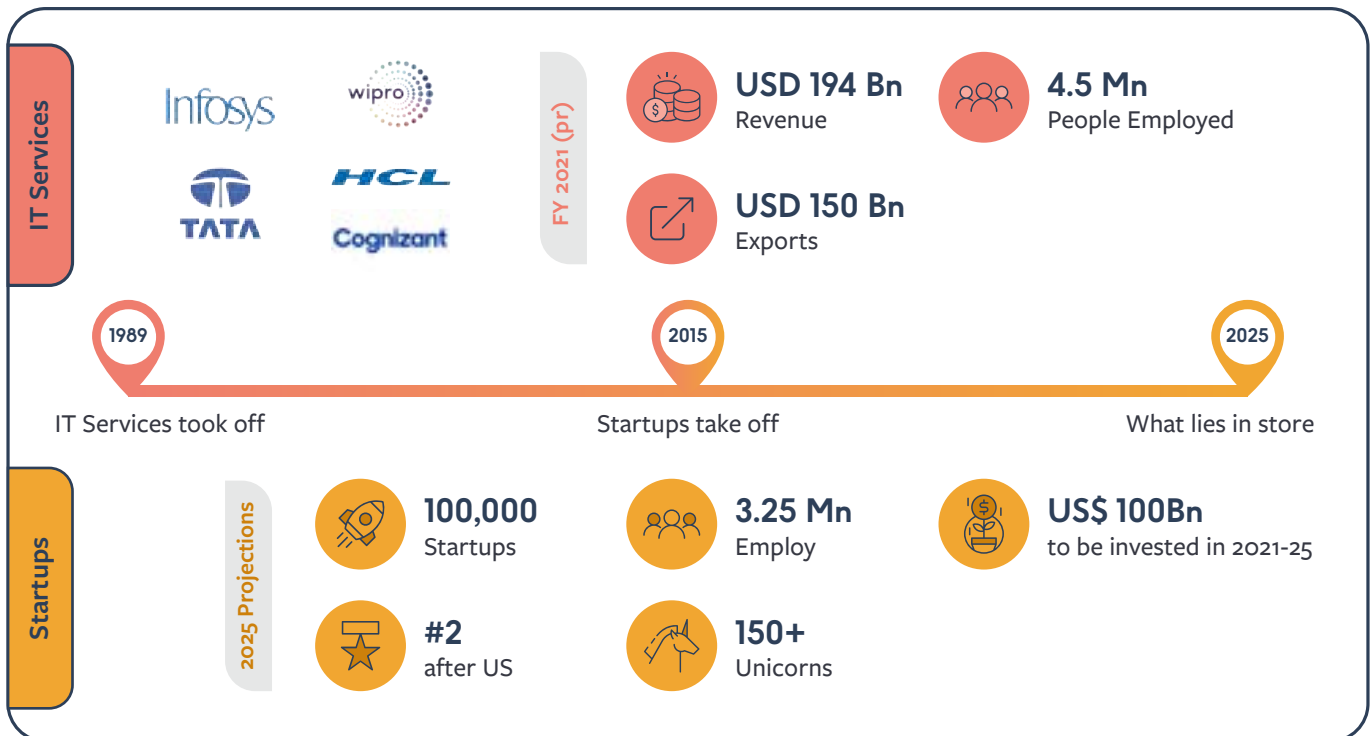 IT Services
Infosys
wipro
TATA
HCL
Cognizant
FY 2021 (pr)
USD 194 Bn
Revenue
4.5 Mn
People Employed
USD 150 Bn
Exports
1989
2015
2025
IT Services took off
Startups take off
What lies in store
Startups
2025 Projections
100,000
Startups
3.25 Mn
Employ
US$ 100Bn
to be invested in 2021-25
#2
after US
150+
Unicorns